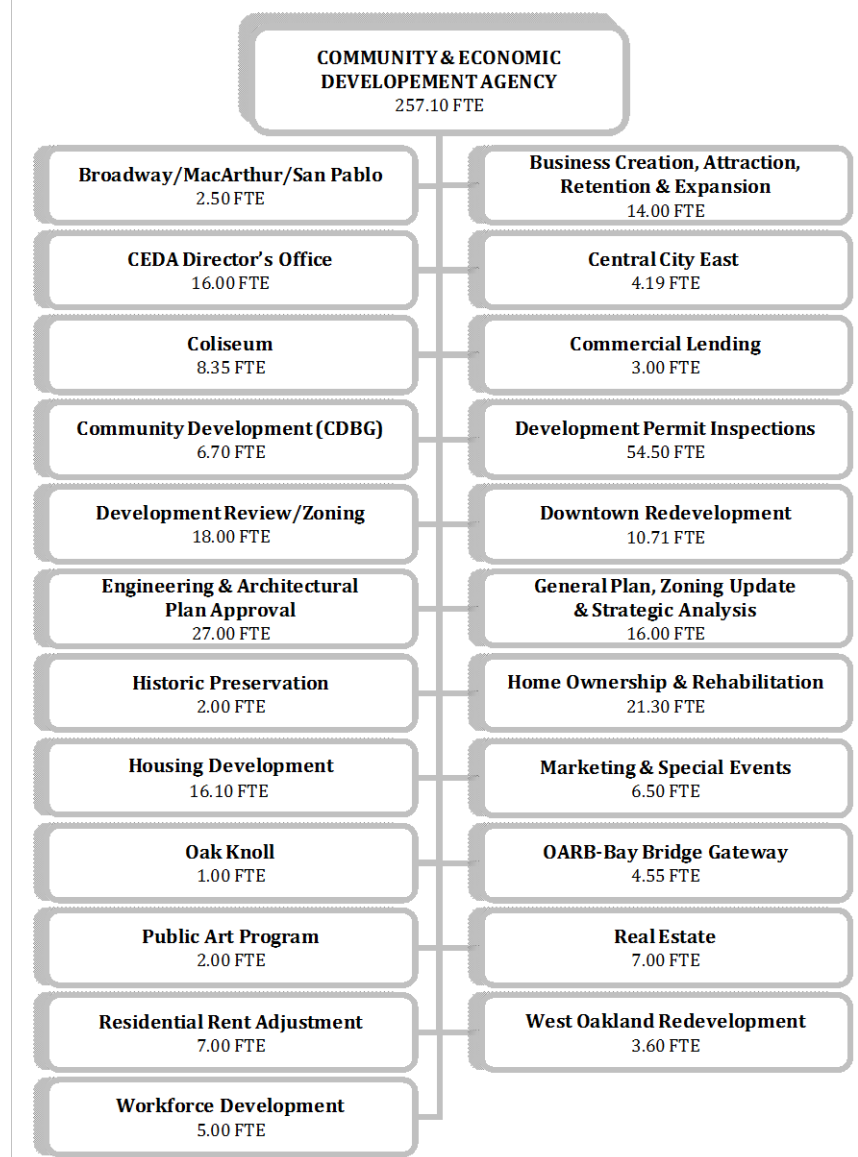 COMMUNITY & ECONOMIC
DEVELOPEMENT AGENCY
257.10 FTE
Broadway/MacArthur/San Pablo
2.50 FTE
Business Creation, Attraction,
Retention & Expansion
14.00 FTE
CEDA Director's Office
16.00 FTE
Central City East
4.19 FTE
Coliseum
8.35 FTE
Commercial Lending
3.00 FTE
Community Development (CDBG)
6.70 FTE
Development Permit Inspections
54.50 FTE
Development Review/Zoning
18.00 FTE
Downtown Redevelopment
10.71 FTE
Engineering & Architectural
Plan Approval
27.00 FTE
General Plan, Zoning Update
& Strategic Analysis
16.00 FTE
Historic Preservation
2.00 FTE
Home Ownership & Rehabilitation
21.30 FTE
Housing Development
16.10 FTE
Marketing & Special Events
6.50 FTE
Oak Knoll
1.00 FTE
OARB-Bay Bridge Gateway
4.55 FTE
Public Art Program
2.00 FTE
Real Estate
7.00 FTE
Residential Rent Adjustment
7.00 FTE
West Oakland Redevelopment
3.60 FTE
Workforce Development
5.00 FTE